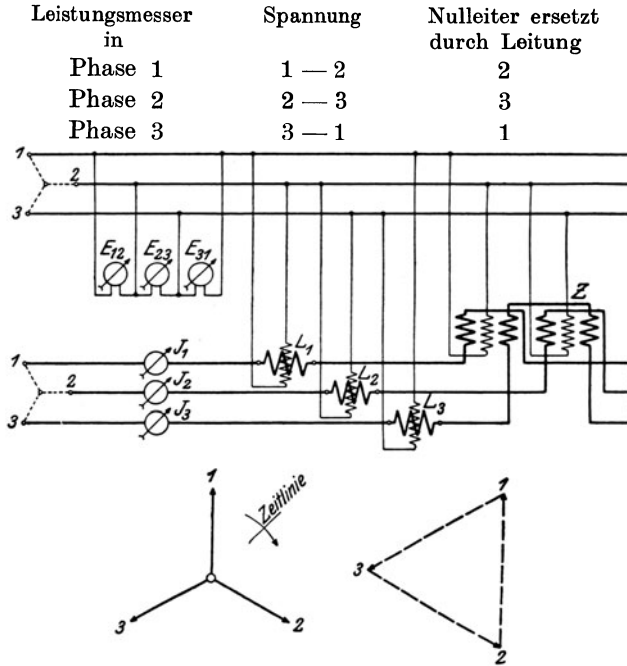 Leistungsmesser Spannung Nulleiter ersetzt
in durch Leitung
Phase 1 1 — 2 2
Phase 2 2 — 3 3
Phase 3 3 — 1 1
1
2
3
E12 E23 E31
Z
1 J1 L1
2 J2 L2
3 J3 L3
1 Zeitlinie 1
3
3 2
2